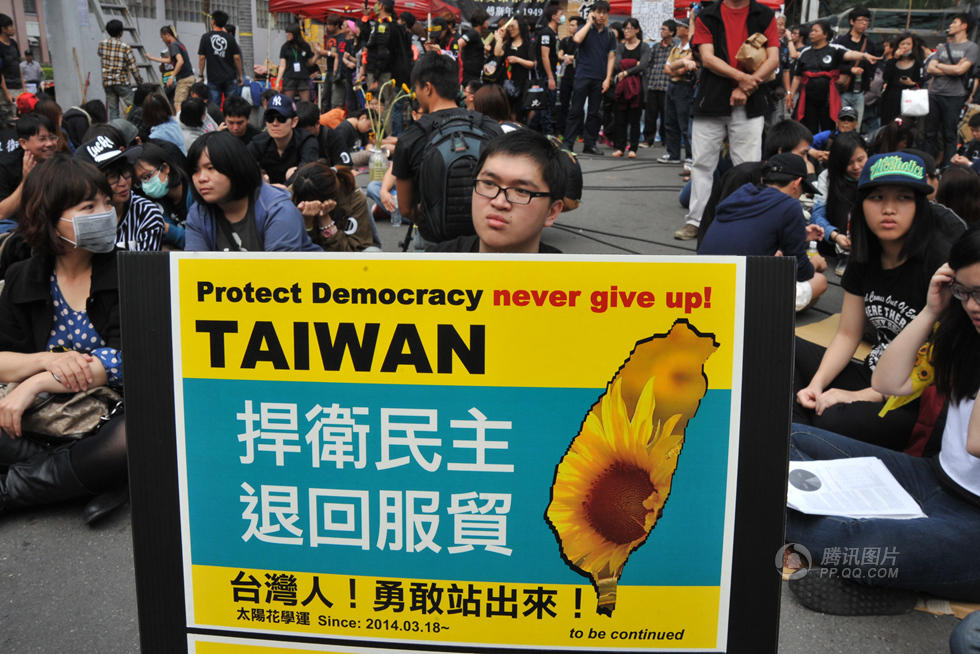 Protect Democracy never give up!
TAIWAN
捍衛民主
退回服貿
台灣人！勇敢站出來！
太陽花學運 Since: 2014.03.18~
to be continued
腾讯图片
PP.QQ.COM